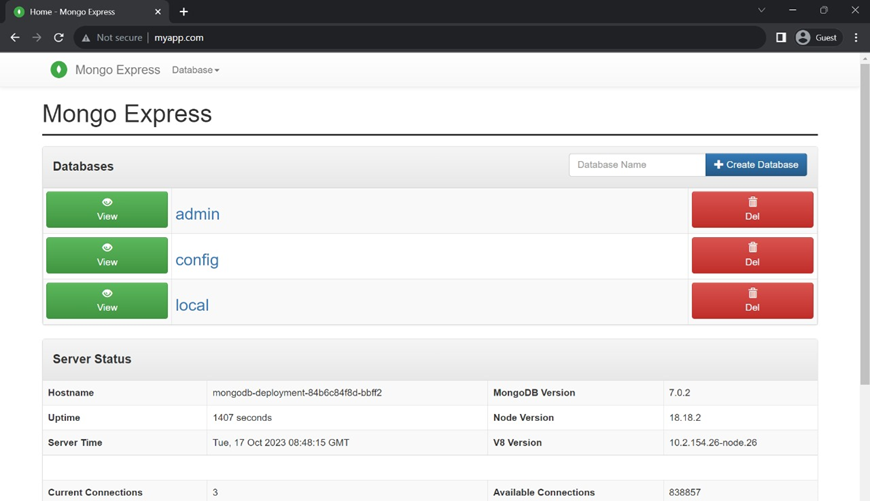 Home - Mongo Express
Not secure | myapp.com
Guest
Mongo Express Database
Mongo Express
Databases
Database Name
Create Database
View
admin
Del
View
config
Del
View
local
Del
Server Status
Hostname mongodb-deployment-84b6c84f8d-bbff2 MongoDB Version 7.0.2
Uptime 1407 seconds Node Version 18.18.2
Server Time Tue, 17 Oct 2023 08:48:15 GMT V8 Version 10.2.154.26-node.26
Current Connections 3 Available Connections 838857